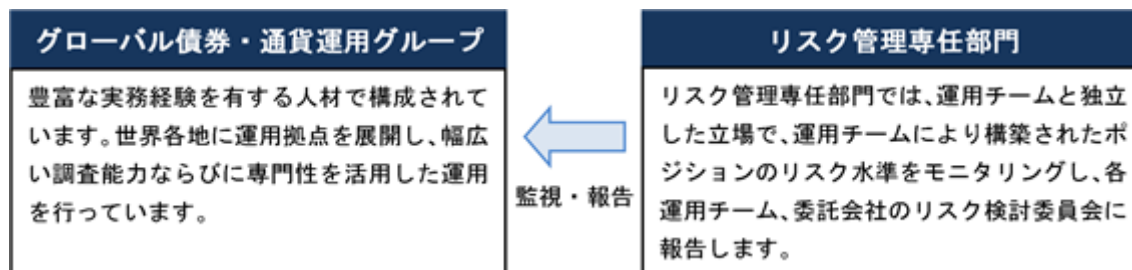 グローバル債券・通貨運用グループ
豊富な実務経験を有する人材で構成されて
います。世界各地に運用拠点を展開し、幅広
い調査能力ならびに専門性を活用した運用
を行っています。
監視・報告
リスク管理専任部門
リスク管理専任部門では、運用チームと独立
した立場で、運用チームにより構築されたポ
ジションのリスク水準をモニタリングし、各
運用チーム、委託会社のリスク検討委員会に
報告します。